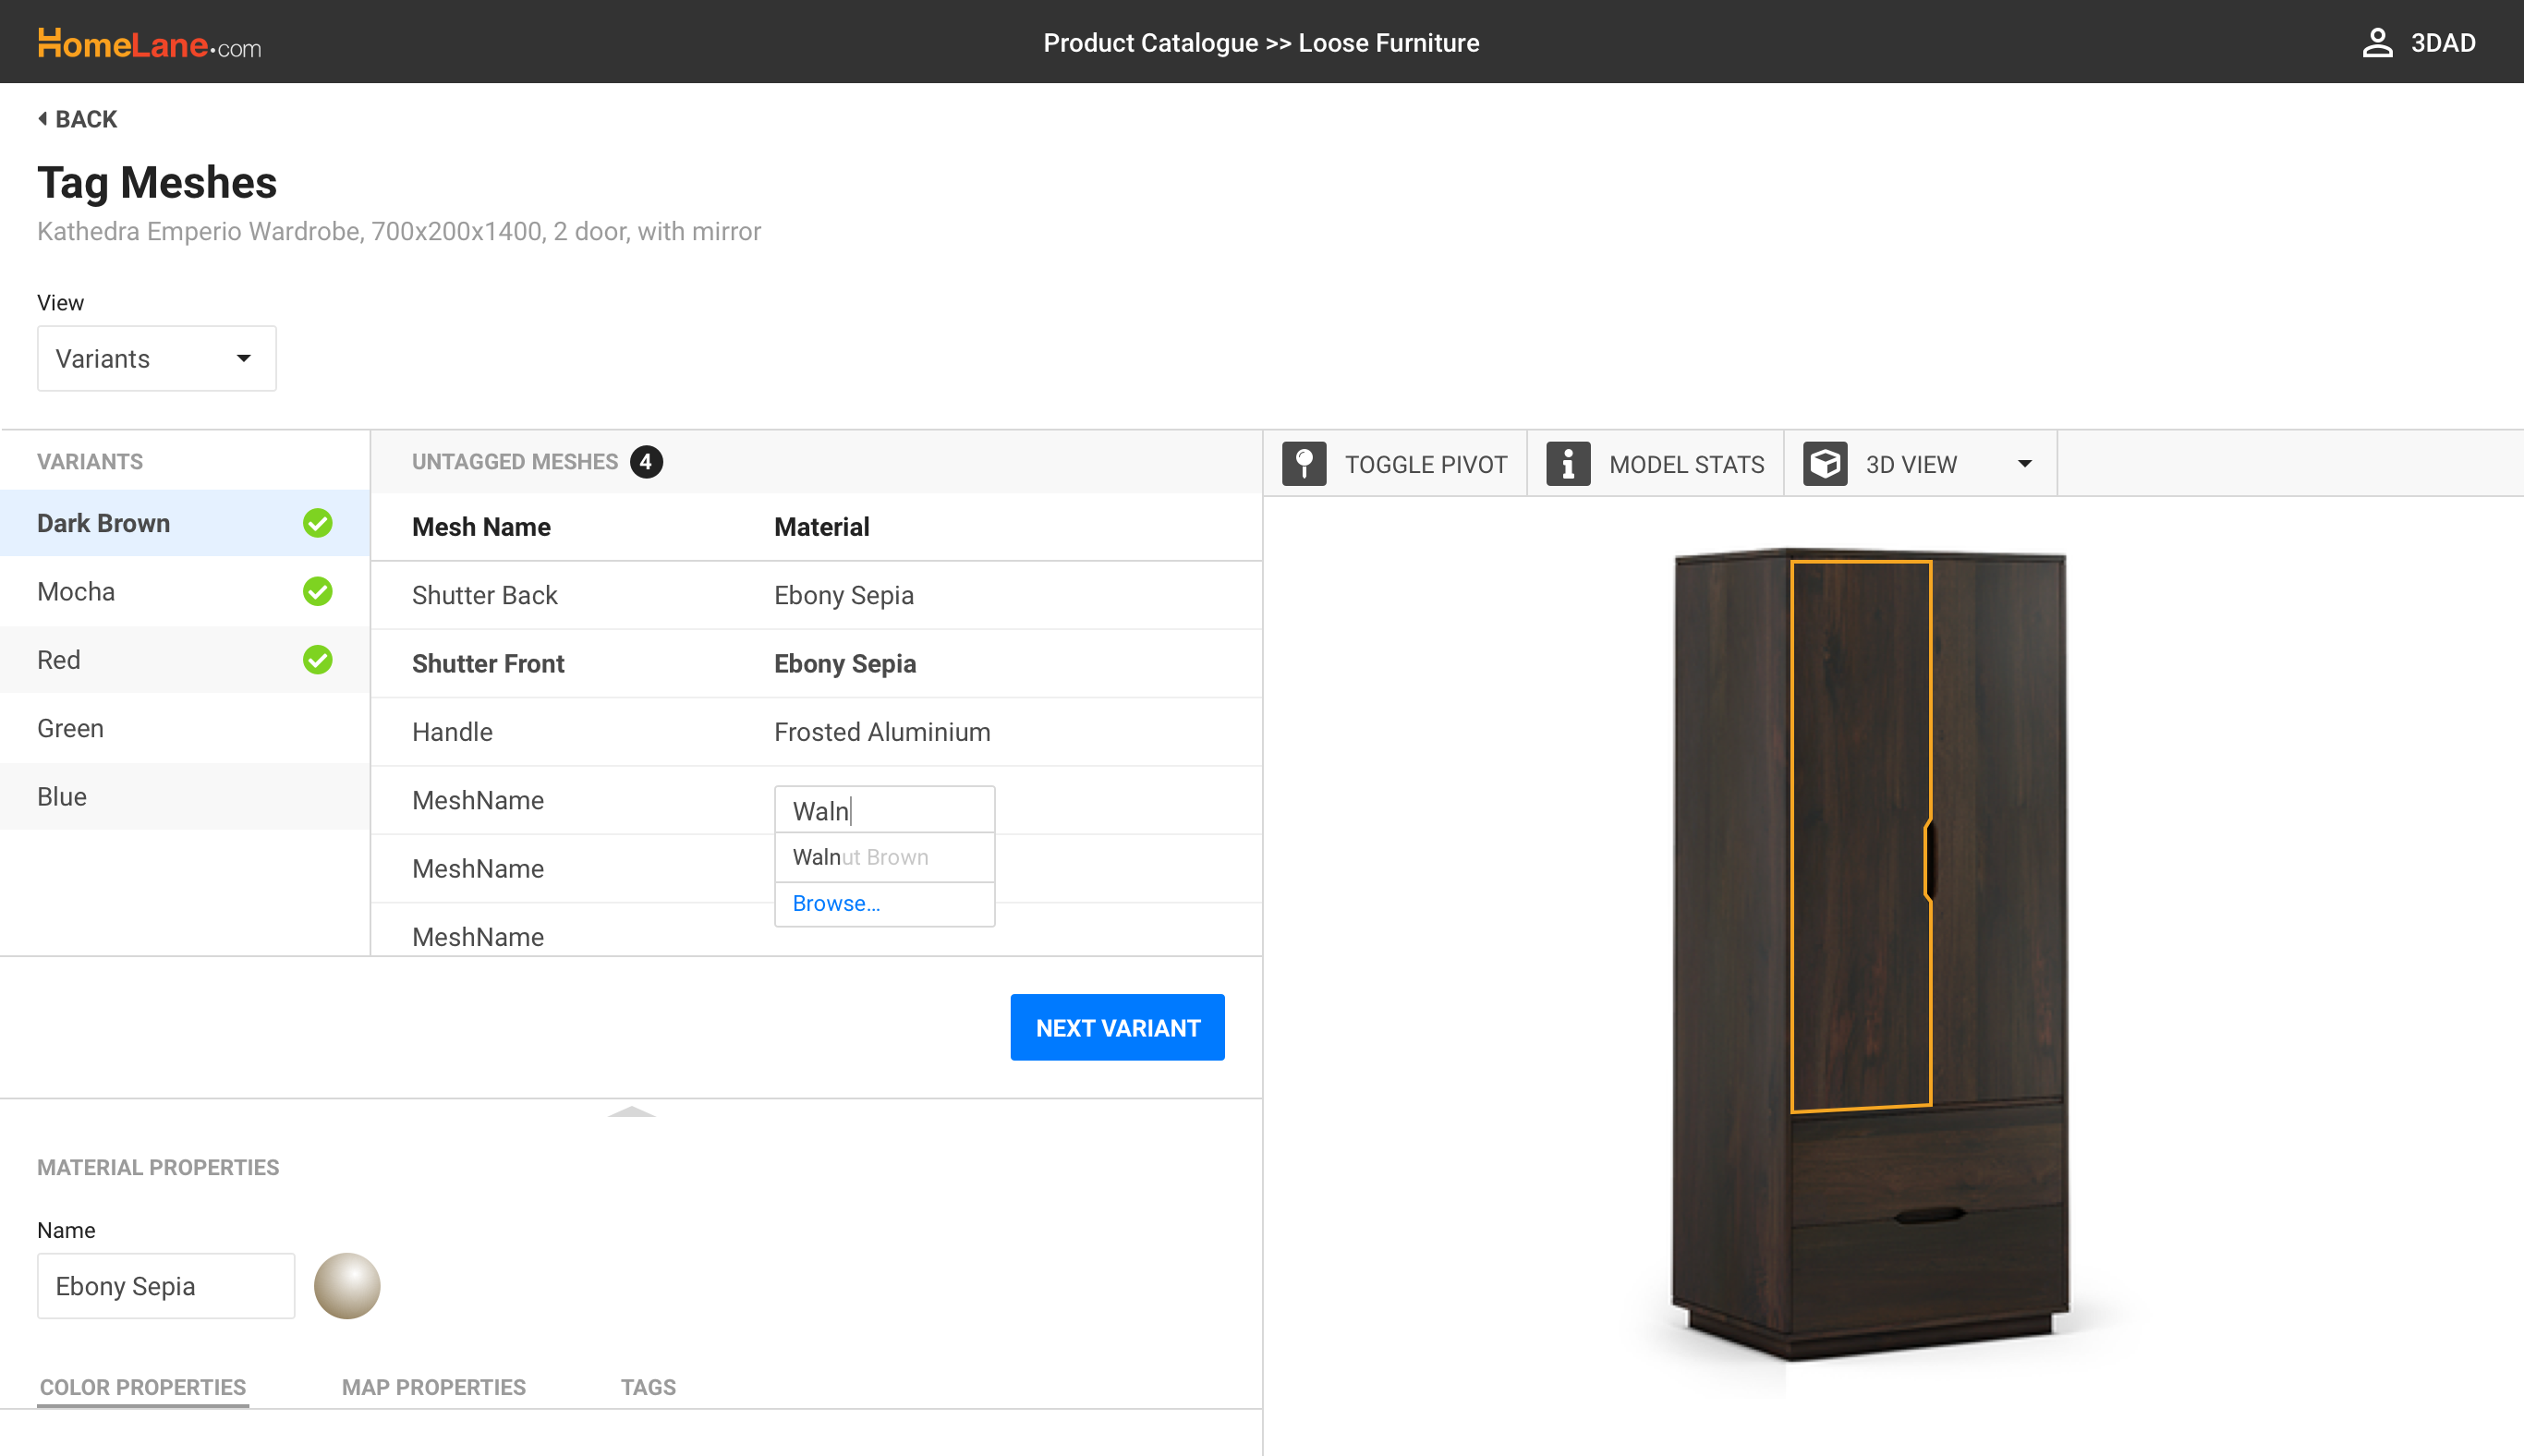 HomeLane.com
Product Catalogue >> Loose Furniture
3DAD
BACK
Tag Meshes
Kathedra Emperio Wardrobe, 700x200x1400, 2 door, with mirror
View
Variants
VARIANTS
Dark Brown
Mocha
Red
Green
Blue
UNTAGGED MESHES 4
Mesh Name Material
Shutter Back Ebony Sepia
Shutter Front Ebony Sepia
Handle Frosted Aluminium
MeshName Waln
Walnut Brown
MeshName
Browse...
MeshName
NEXT VARIANT
TOGGLE PIVOT
MODEL STATS
3D VIEW
MATERIAL PROPERTIES
Name
Ebony Sepia
COLOR PROPERTIES MAP PROPERTIES TAGS